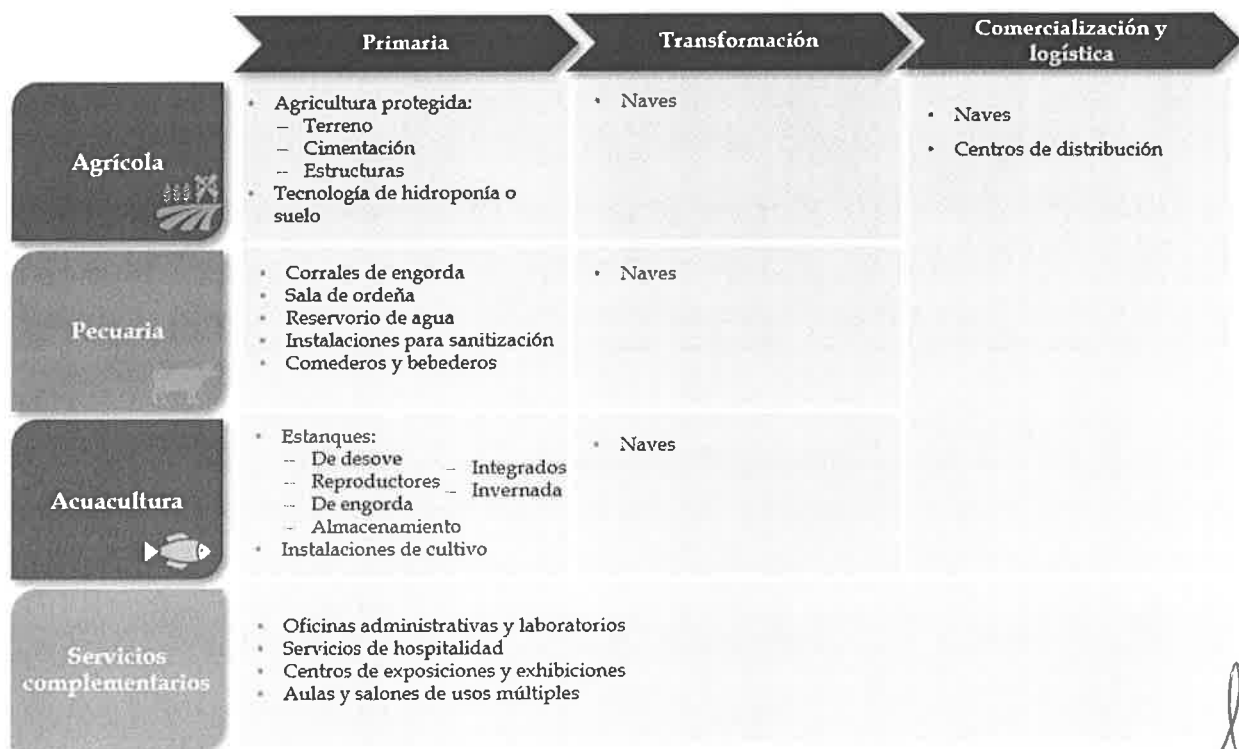 Primaria
Transformación
Comercialización y
logística
Agrícola
• Agricultura protegida:
– Terreno
– Cimentación
– Estructuras
• Tecnología de hidroponía o
suelo
• Naves
• Naves
• Centros de distribución
Pecuaria
• Corrales de engorda
• Sala de ordeña
• Reservorio de agua
• Instalaciones para sanitización
• Comederos y bebederos
• Naves
Acuacultura
• Estanques:
– De desove
– Reproductores
– De engorda
– Almacenamiento
– Integrados
– Invernada
• Instalaciones de cultivo
• Naves
Servicios
complementarios
• Oficinas administrativas y laboratorios
• Servicios de hospitalidad
• Centros de exposiciones y exhibiciones
• Aulas y salones de usos múltiples